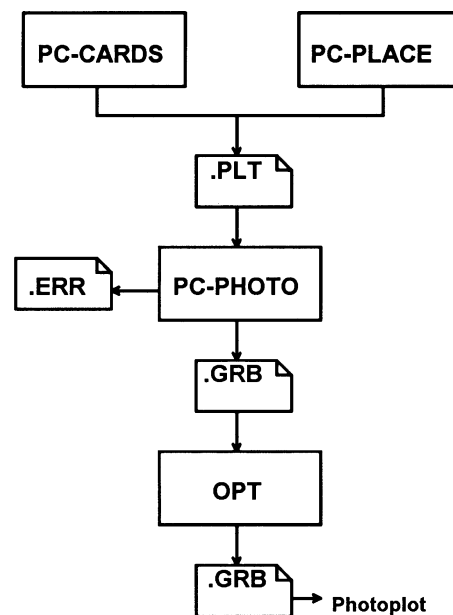 PC-CARDS
PC-PLACE
.PLT
.ERR
PC-PHOTO
.GRB
OPT
.GRB
Photoplot